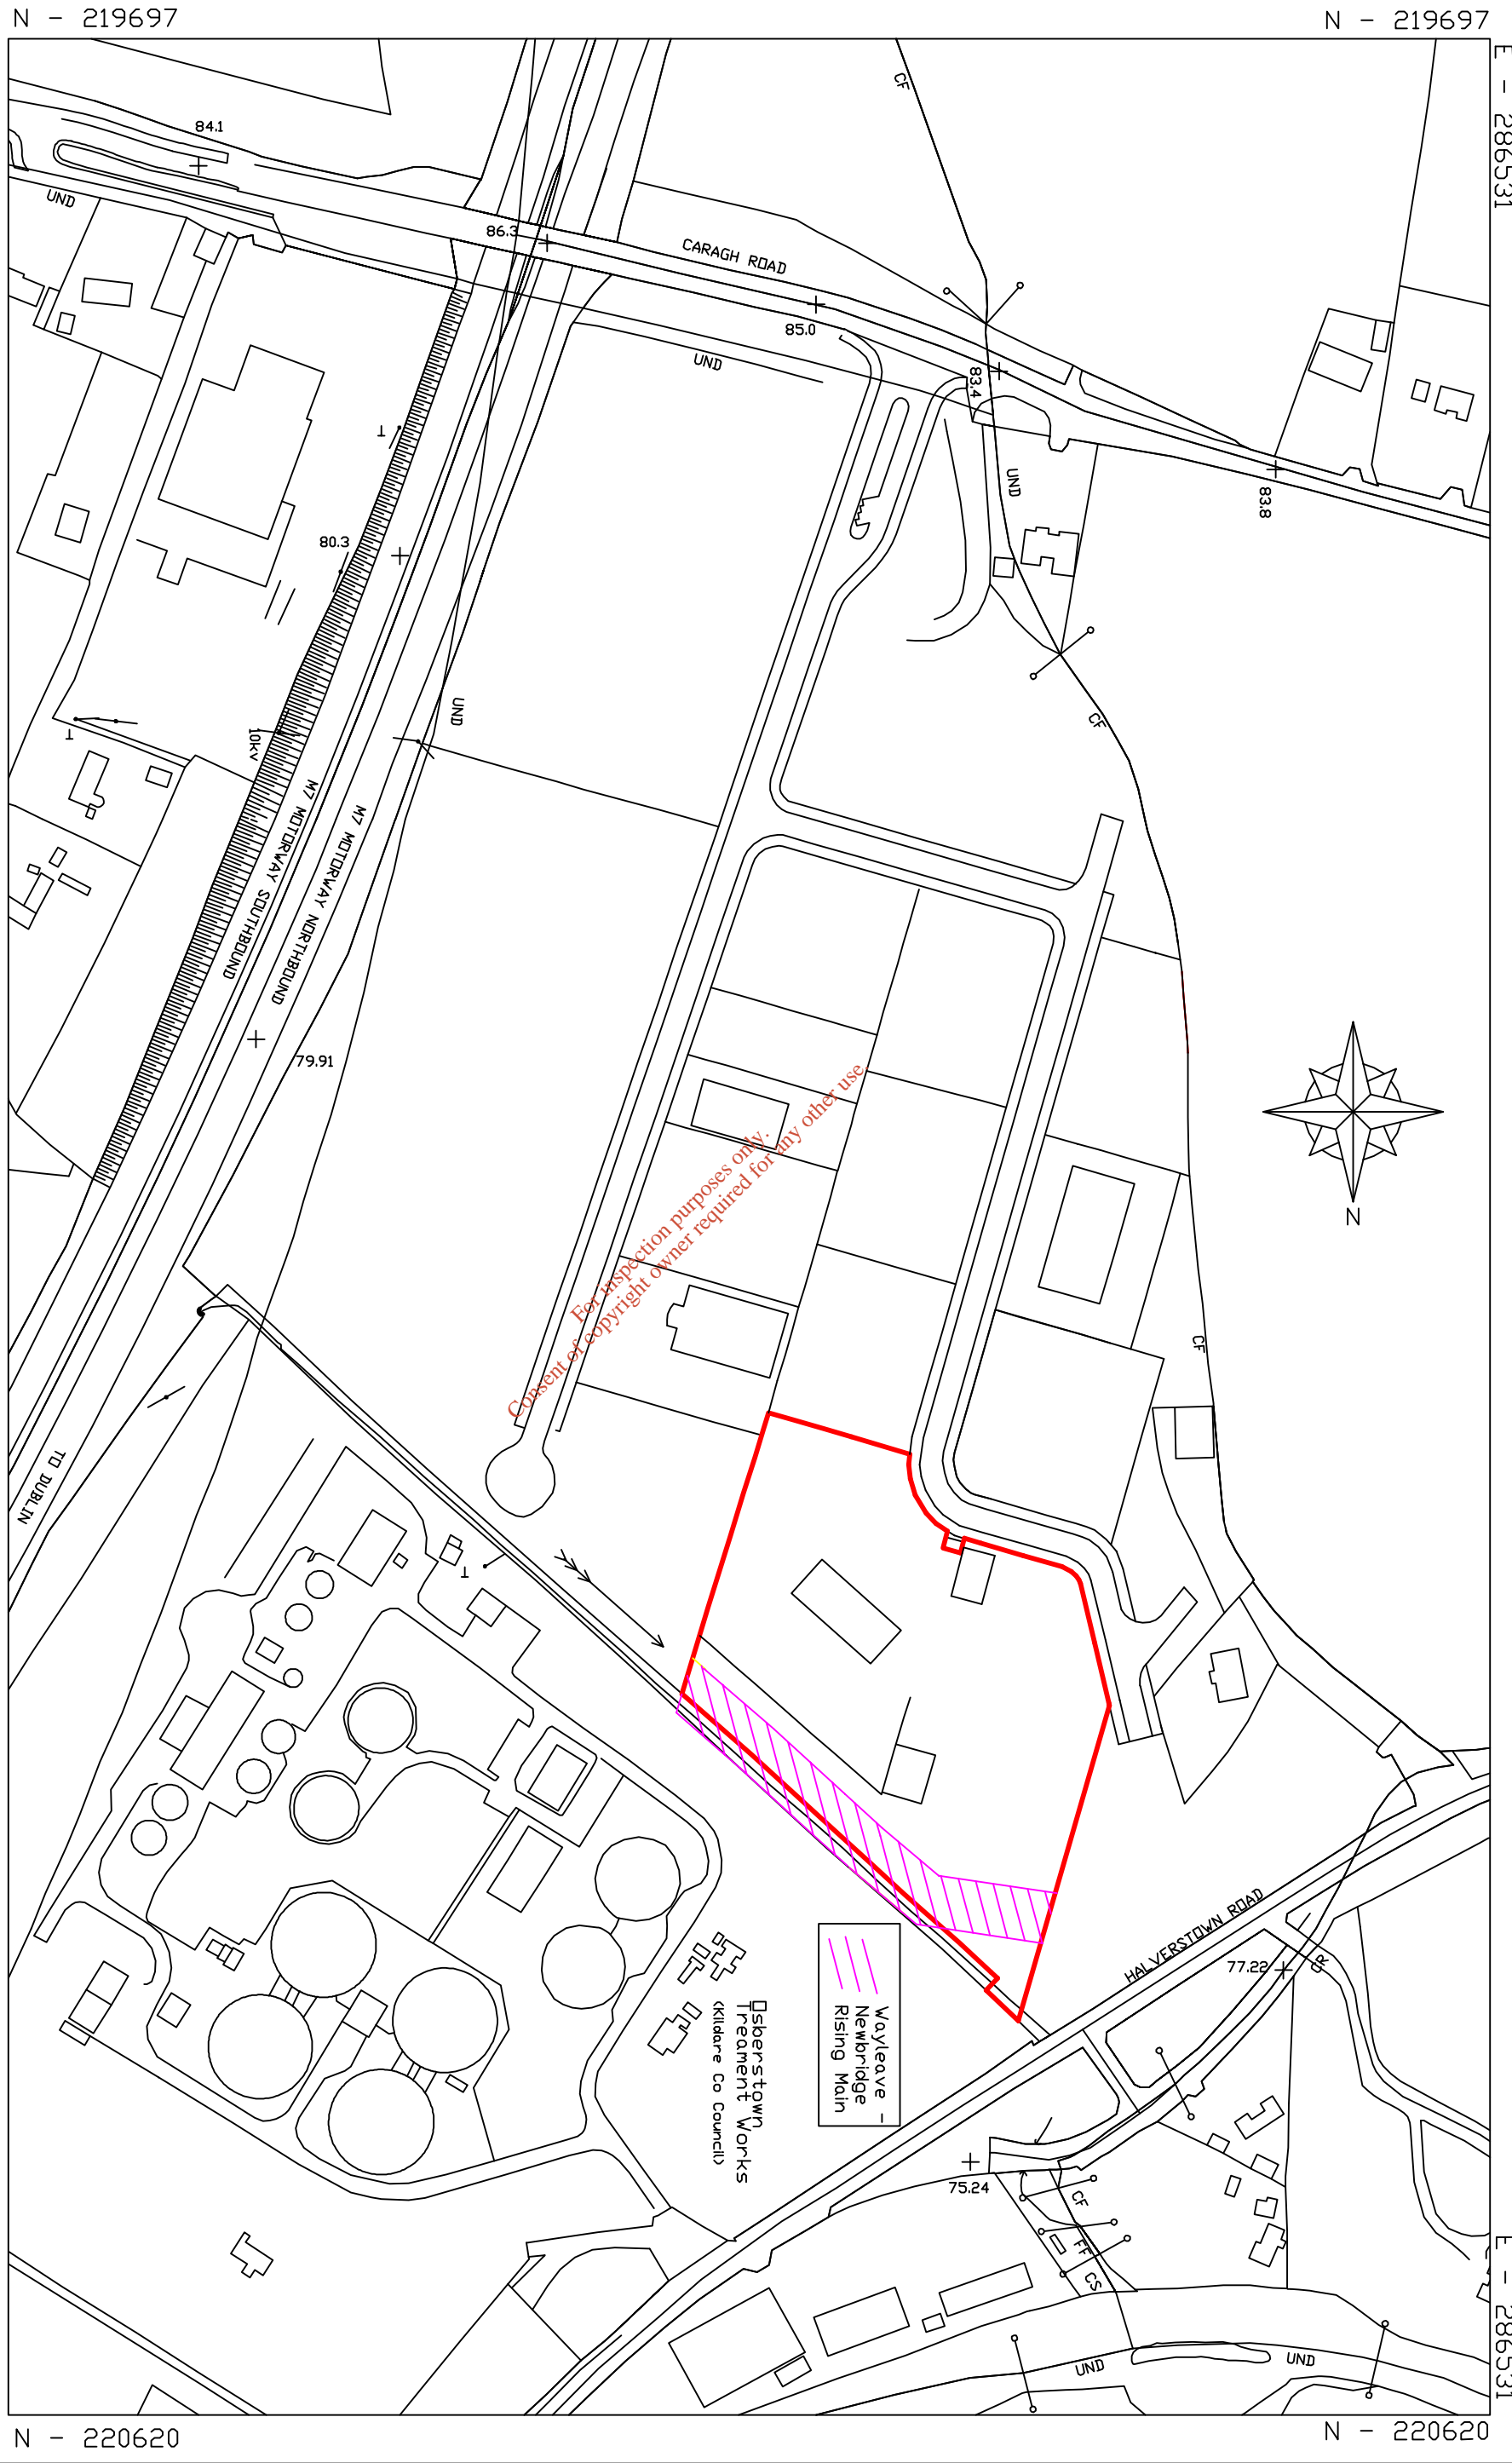 N - 219697
N - 219697
E - 286531
CF
84.1
UND
86.3
CARAGH ROAD
85.0
UND
83.4
83.8
UND
T
80.3
UND
CF
10kV
T
M7 MOTORWAY SOUTHBOUND
M7 MOTORWAY NORTHBOUND
79.91
For inspection purposes only.
Consent of copyright owner required for any other use.
N
CF
TO DUBLIN
T
HALVERSTOWN ROAD
77.22
CR
Wayleave -
Newbridge
Rising Main
Osberstown
Treament Works
(Kildare Co Council)
75.24
CF
FF
CS
UND
UND
E - 286531
N - 220620
N - 220620